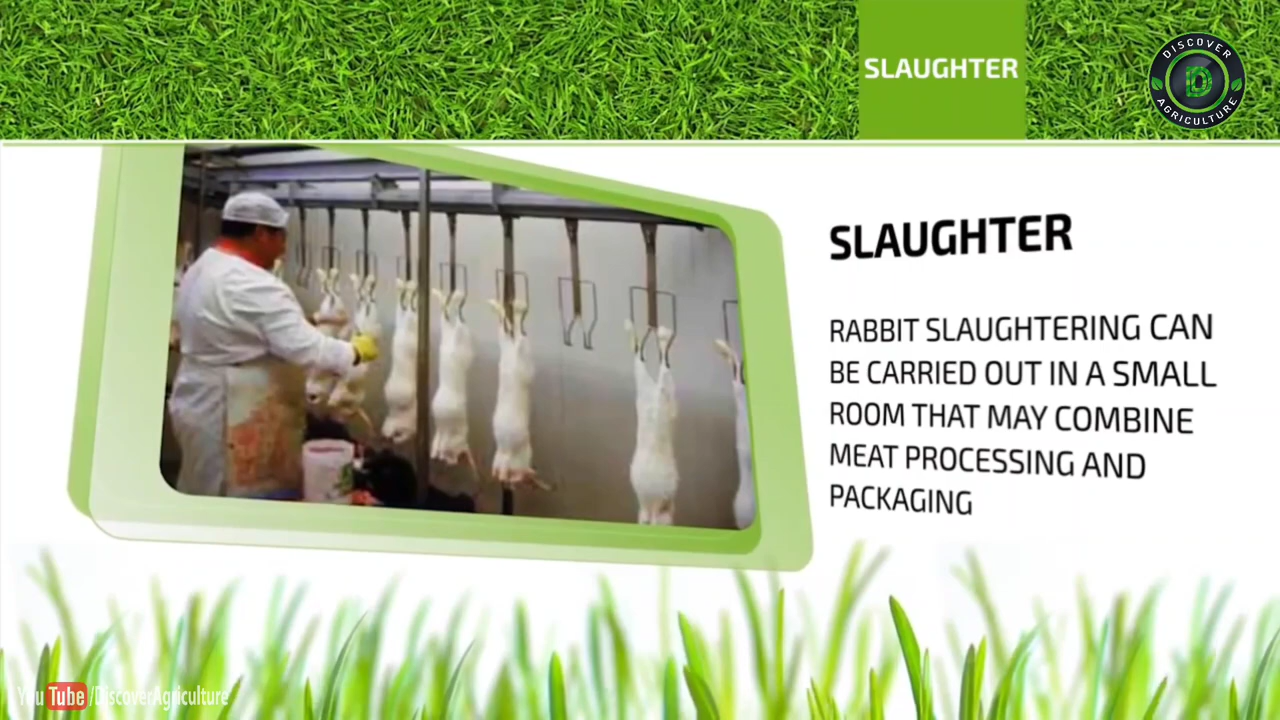 SLAUGHTER
DISCOVER
D
AGRICULTURE
SLAUGHTER
RABBIT SLAUGHTERING CAN
BE CARRIED OUT IN A SMALL
ROOM THAT MAY COMBINE
MEAT PROCESSING AND
PACKAGING
YouTube/DiscoverAgriculture